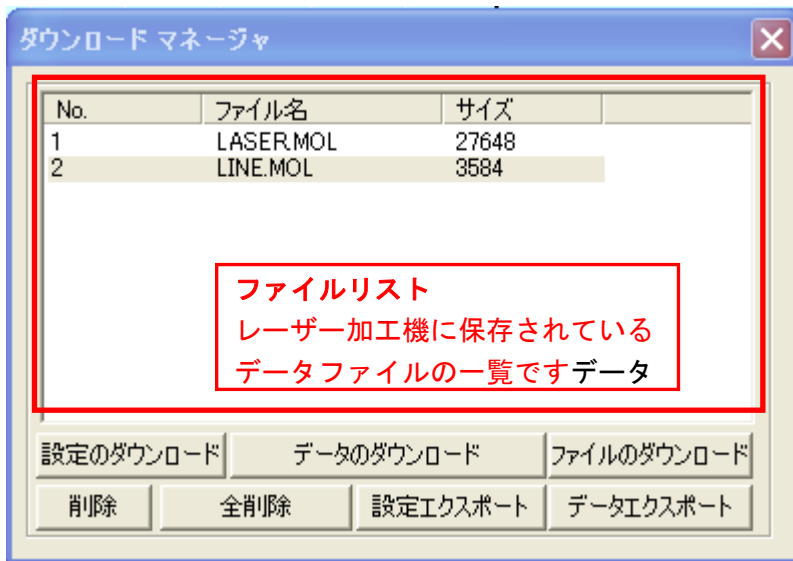 ダウンロード マネージャ
No. ファイル名 サイズ
1 LASER.MOL 27648
2 LINE.MOL 3584
ファイルリスト
レーザー加工機に保存されている
データファイルの一覧ですデータ
設定のダウンロード データのダウンロード ファイルのダウンロード
削除 全削除 設定エクスポート データエクスポート